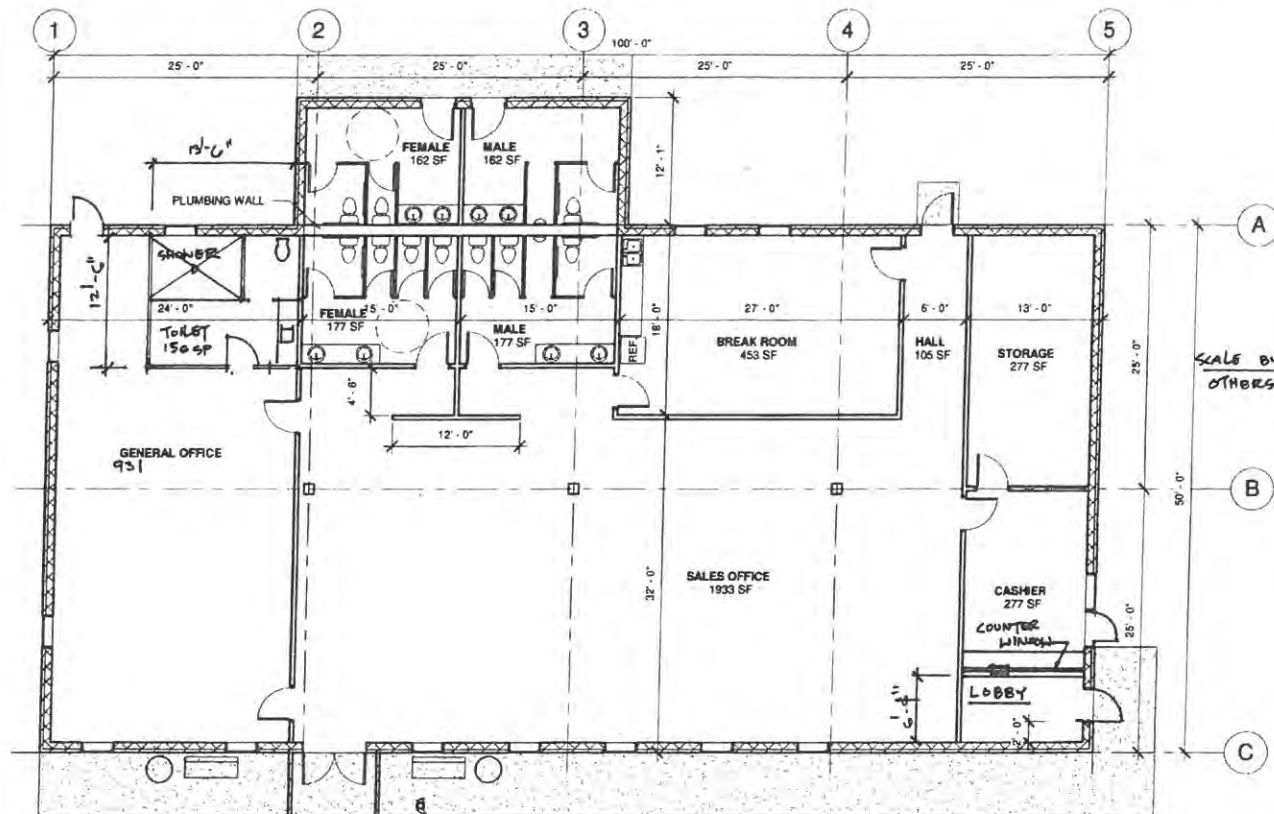 1
2
3
4
5
100' - 0"
25' - 0"
25' - 0"
25' - 0"
25' - 0"
FEMALE
162 SF
MALE
162 SF
12' - 1"
PLUMBING WALL
A
SHOWER
12'-6"
24' - 0"
15' - 0"
15' - 0"
27' - 0"
6' - 0"
13' - 0"
TOILET
156 SF
FEMALE
177 SF
MALE
177 SF
18' - 0"
REF
BREAK ROOM
453 SF
HALL
105 SF
STORAGE
277 SF
25' - 0"
SCALE BY
OTHERS
4' - 6"
12' - 0"
GENERAL OFFICE
931
B
50' - 0"
SALES OFFICE
1933 SF
32' - 0"
CASHIER
277 SF
COUNTER
WINDOW
25' - 0"
6'-8"
LOBBY
2' - 0"
C